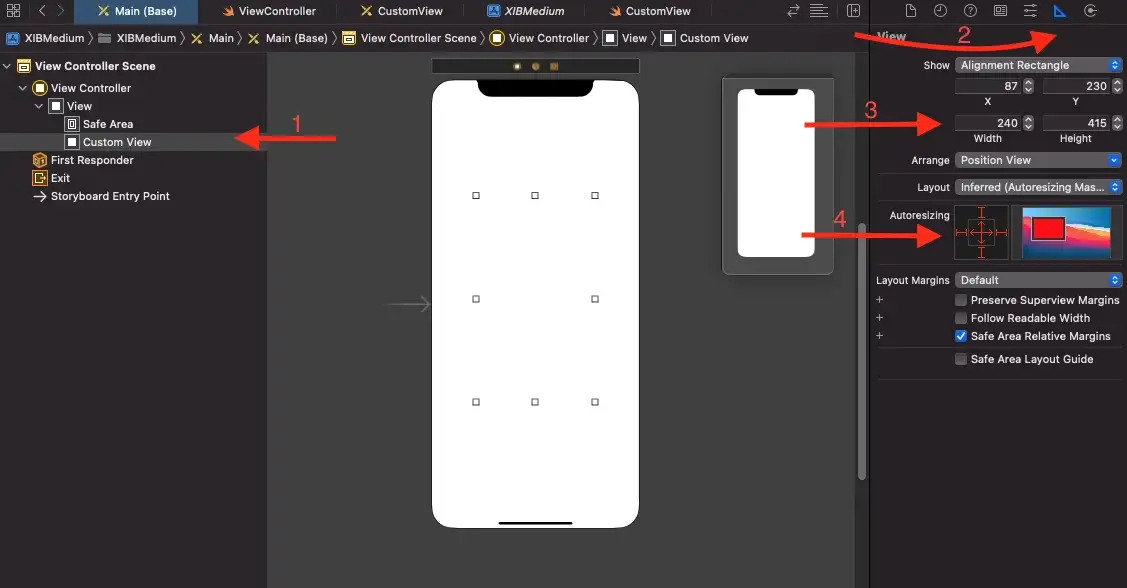 Main (Base)
ViewController
CustomView
XIBMedium
CustomView
XIBMedium
XIBMedium
Main
Main (Base)
View Controller Scene
View Controller
View
Custom View
View
2
View Controller Scene
View Controller
View
Safe Area
Custom View
First Responder
Exit
Storyboard Entry Point
1
3
4
Show Alignment Rectangle
87 230
X Y
240 415
Width Height
Arrange Position View
Layout Inferred (Autoresizing Mas...
Autoresizing
Layout Margins Default
+ Preserve Superview Margins
+ Follow Readable Width
+ Safe Area Relative Margins
Safe Area Layout Guide